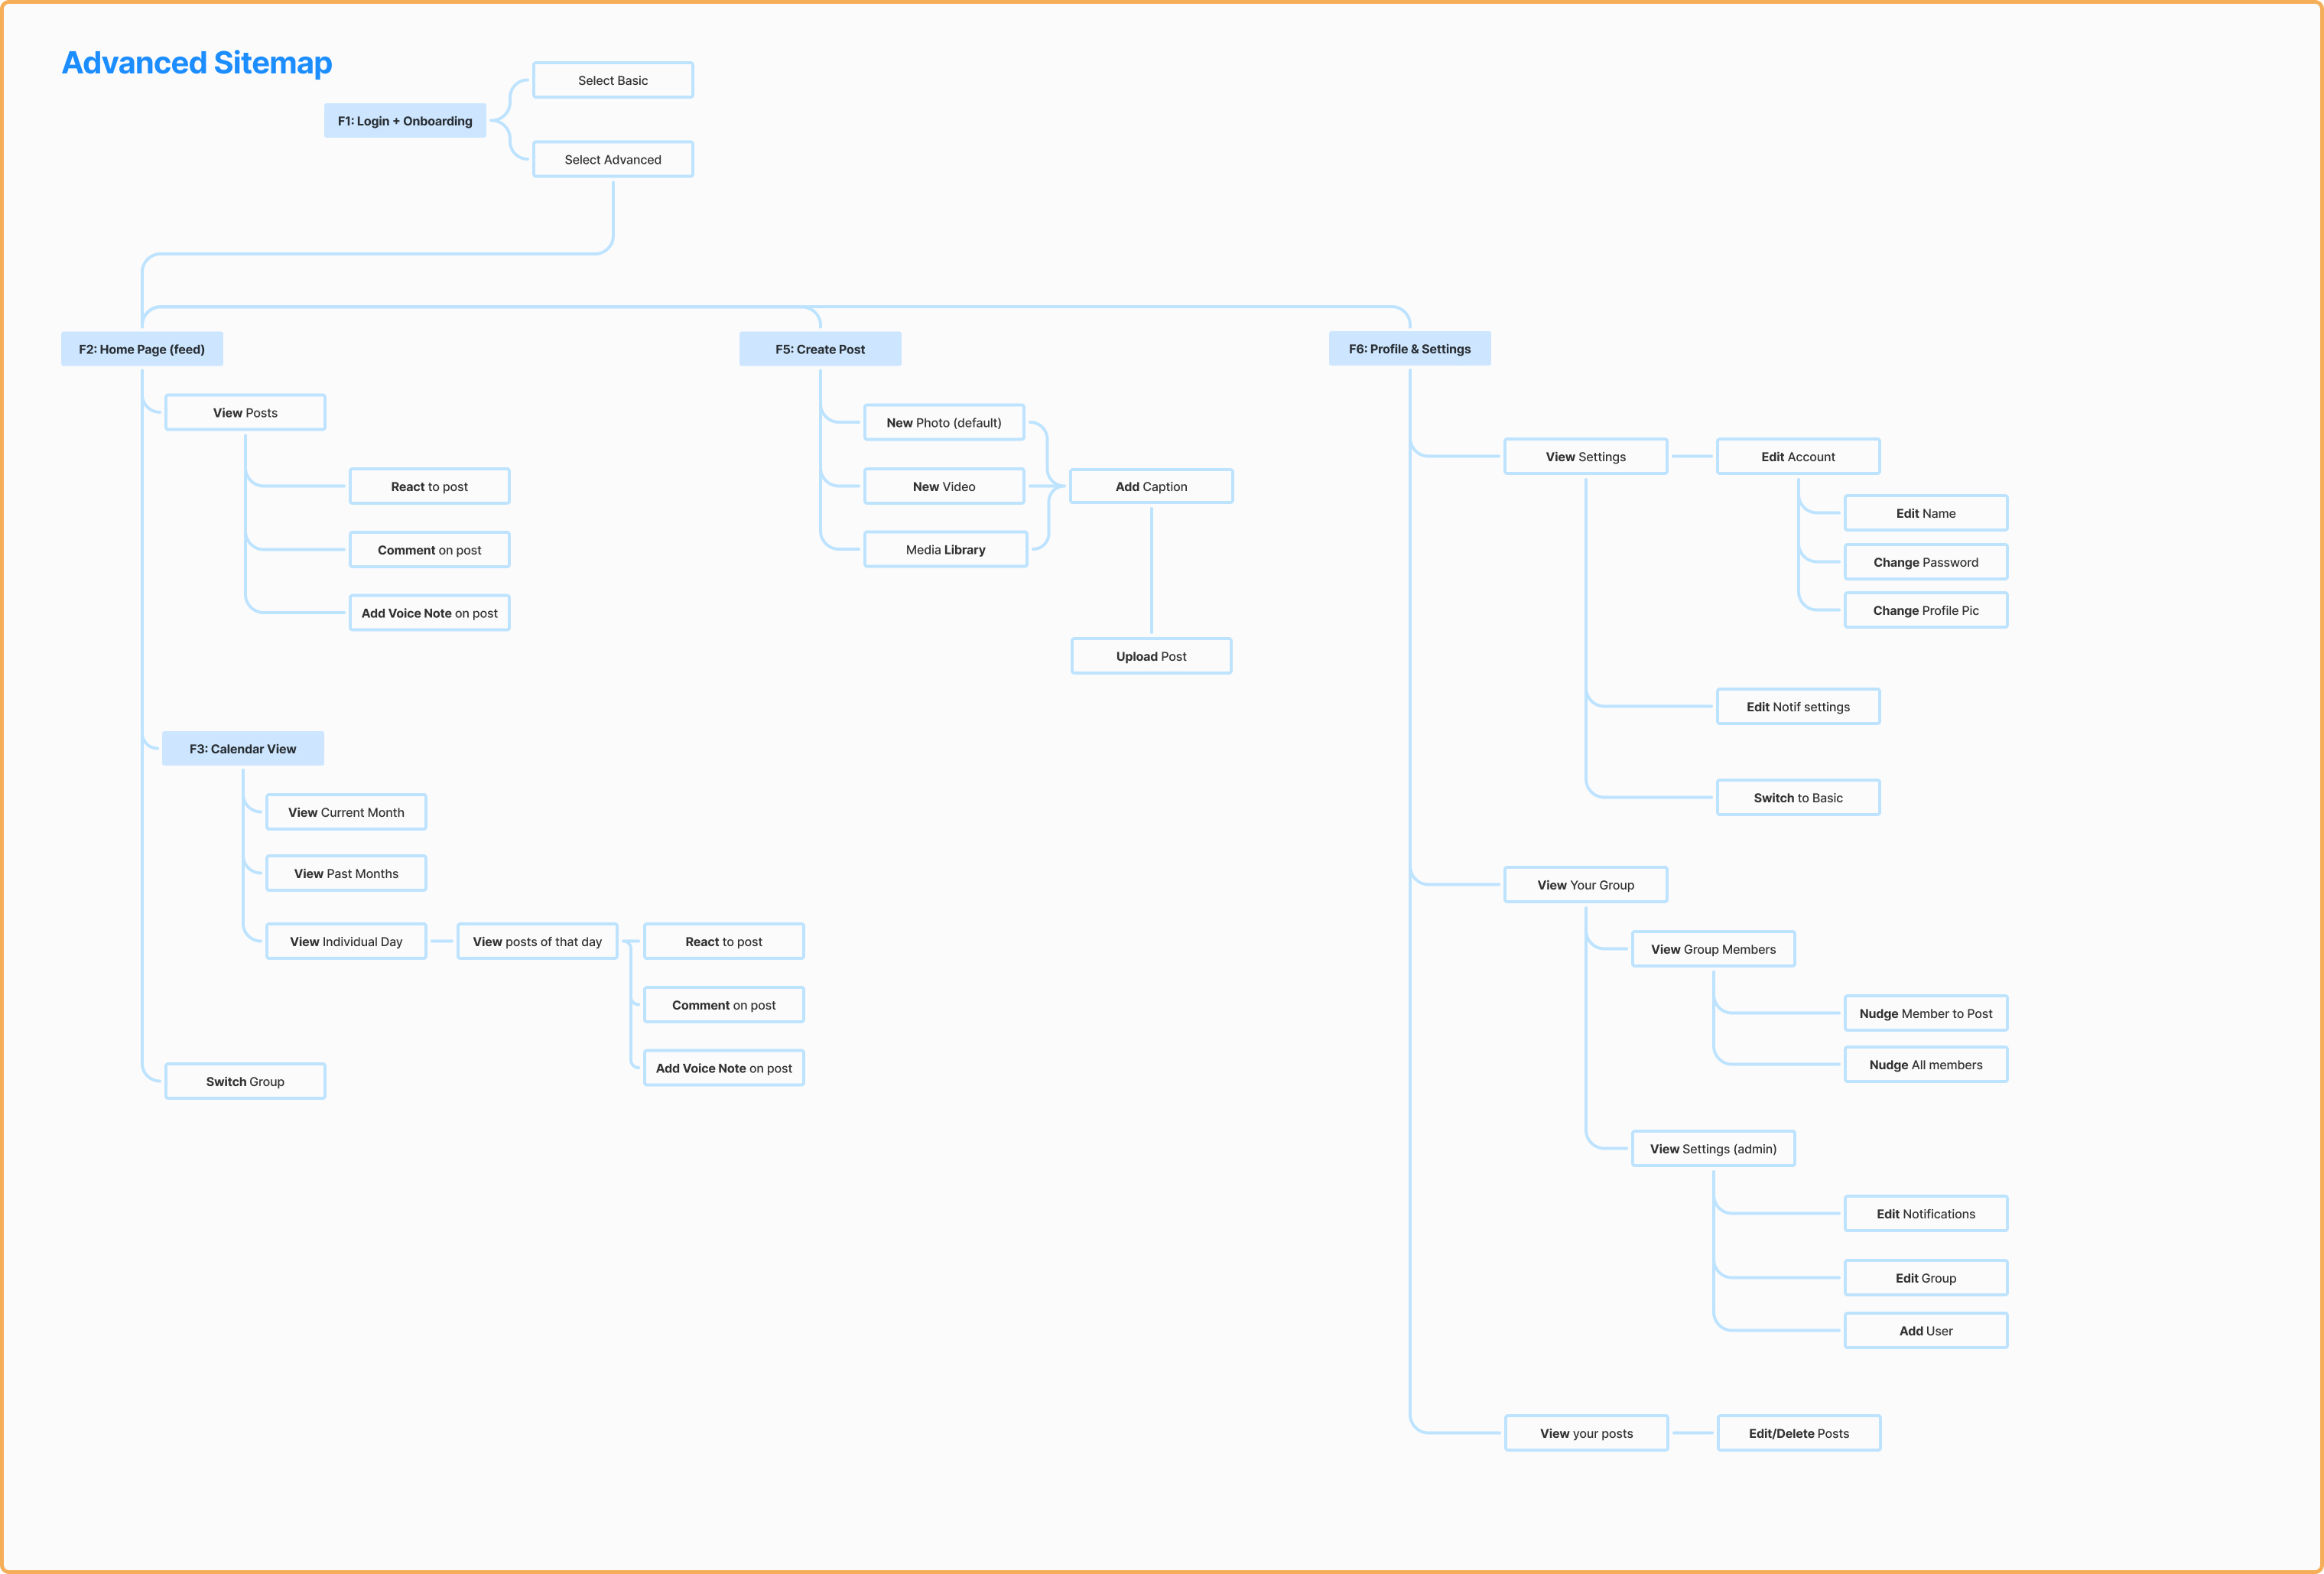 Advanced Sitemap
Select Basic
F1: Login + Onboarding
Select Advanced
F2: Home Page (feed)
View Posts
React to post
Comment on post
Add Voice Note on post
F3: Calendar View
View Current Month
View Past Months
View Individual Day
View posts of that day
React to post
Comment on post
Add Voice Note on post
Switch Group
F5: Create Post
New Photo (default)
New Video
Media Library
Add Caption
Upload Post
F6: Profile & Settings
View Settings
Edit Account
Edit Name
Change Password
Change Profile Pic
Edit Notif settings
Switch to Basic
View Your Group
View Group Members
Nudge Member to Post
Nudge All members
View Settings (admin)
Edit Notifications
Edit Group
Add User
View your posts
Edit/Delete Posts